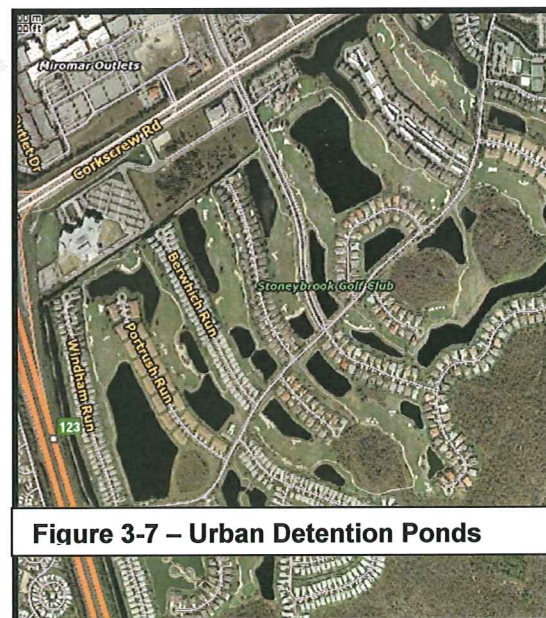 Miromar Outlets
Outlet Dr
Corkscrew Rd
Berwhich Run
Stoneybrook Golf Club
Portrush Run
Windham Run
123
Figure 3-7 – Urban Detention Ponds